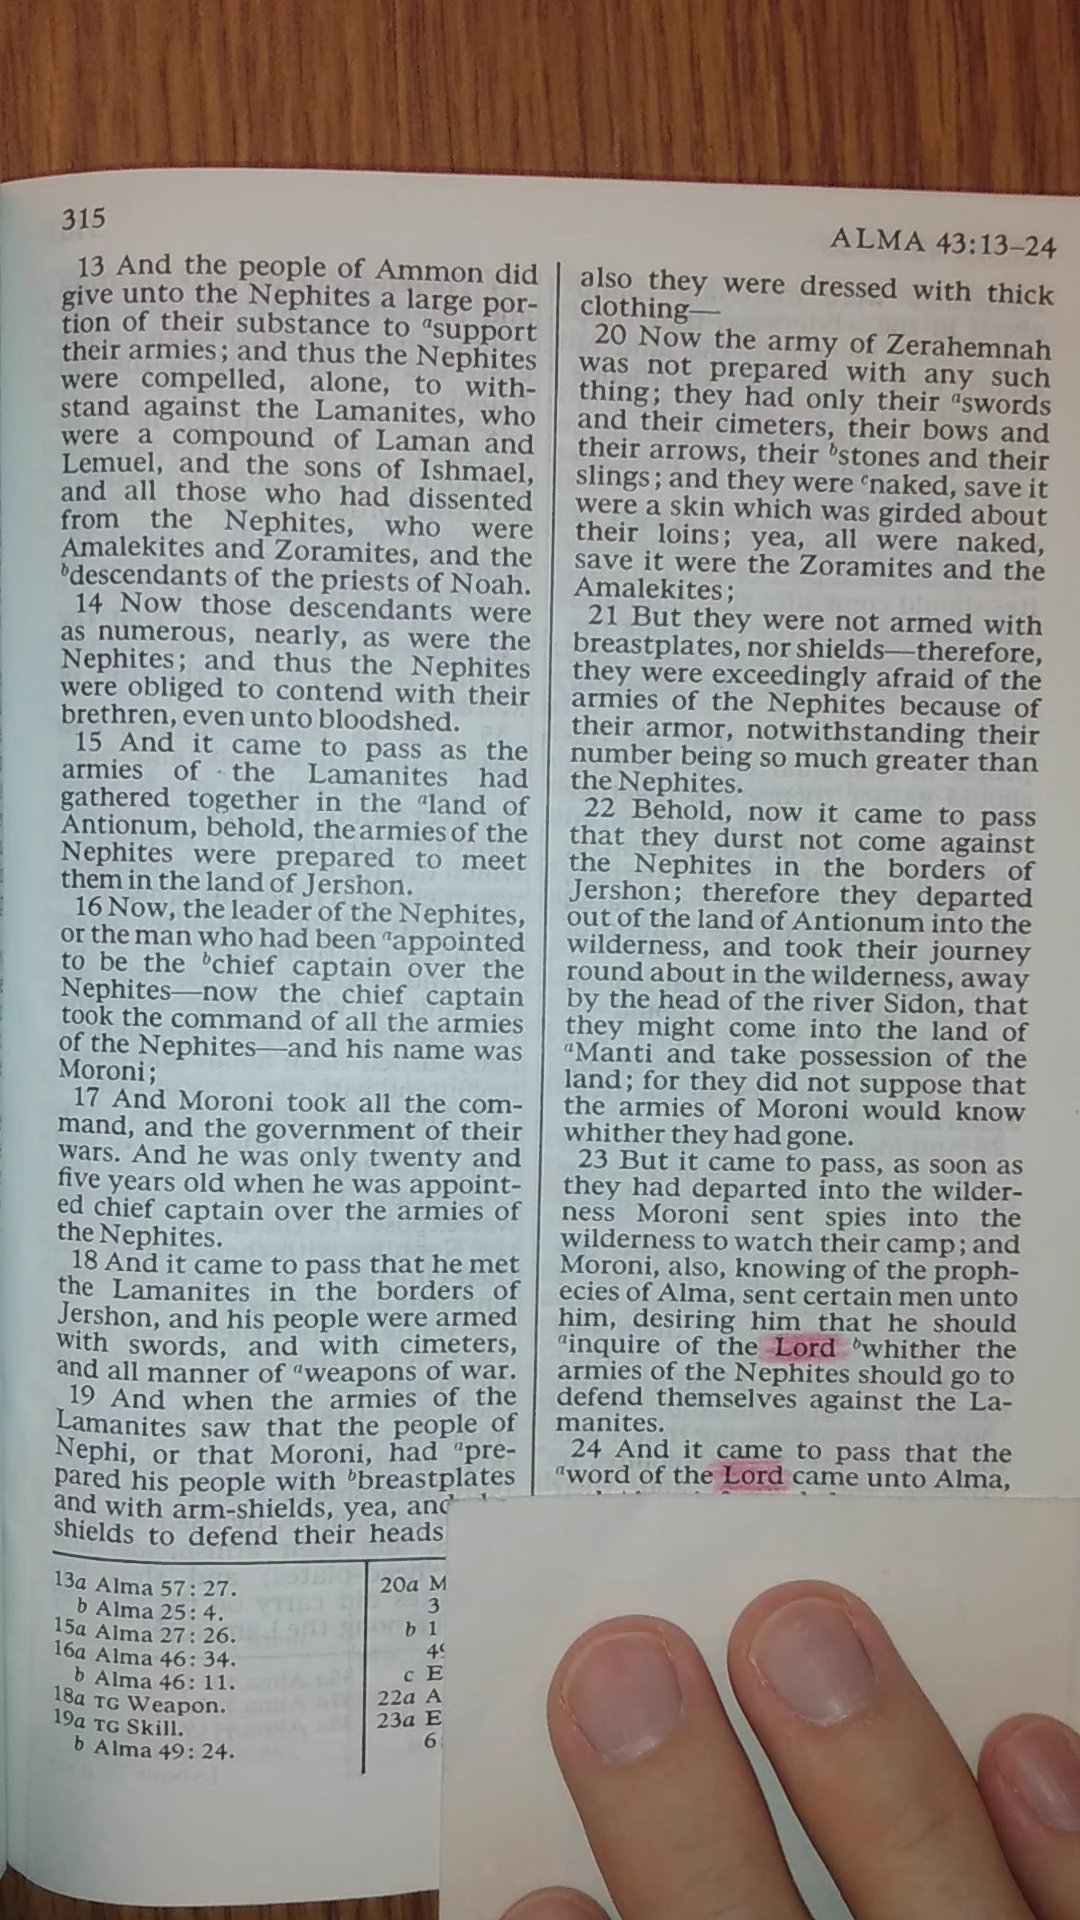 315
ALMA 43:13–24
13 And the people of Ammon did
give unto the Nephites a large por-
tion of their substance to ᵃsupport
their armies; and thus the Nephites
were compelled, alone, to with-
stand against the Lamanites, who
were a compound of Laman and
Lemuel, and the sons of Ishmael,
and all those who had dissented
from the Nephites, who were
Amalekites and Zoramites, and the
ᵇdescendants of the priests of Noah.
14 Now those descendants were
as numerous, nearly, as were the
Nephites; and thus the Nephites
were obliged to contend with their
brethren, even unto bloodshed.
15 And it came to pass as the
armies of the Lamanites had
gathered together in the ᵃland of
Antionum, behold, the armies of the
Nephites were prepared to meet
them in the land of Jershon.
16 Now, the leader of the Nephites,
or the man who had been ᵃappointed
to be the ᵇchief captain over the
Nephites—now the chief captain
took the command of all the armies
of the Nephites—and his name was
Moroni;
17 And Moroni took all the com-
mand, and the government of their
wars. And he was only twenty and
five years old when he was appoint-
ed chief captain over the armies of
the Nephites.
18 And it came to pass that he met
the Lamanites in the borders of
Jershon, and his people were armed
with swords, and with cimeters,
and all manner of ᵃweapons of war.
19 And when the armies of the
Lamanites saw that the people of
Nephi, or that Moroni, had ᵃpre-
pared his people with ᵇbreastplates
and with arm-shields, yea, and
shields to defend their heads
also they were dressed with thick
clothing—
20 Now the army of Zerahemnah
was not prepared with any such
thing; they had only their ᵃswords
and their cimeters, their bows and
their arrows, their ᵇstones and their
slings; and they were ᶜnaked, save it
were a skin which was girded about
their loins; yea, all were naked,
save it were the Zoramites and the
Amalekites;
21 But they were not armed with
breastplates, nor shields—therefore,
they were exceedingly afraid of the
armies of the Nephites because of
their armor, notwithstanding their
number being so much greater than
the Nephites.
22 Behold, now it came to pass
that they durst not come against
the Nephites in the borders of
Jershon; therefore they departed
out of the land of Antionum into the
wilderness, and took their journey
round about in the wilderness, away
by the head of the river Sidon, that
they might come into the land of
ᵃManti and take possession of the
land; for they did not suppose that
the armies of Moroni would know
whither they had gone.
23 But it came to pass, as soon as
they had departed into the wilder-
ness Moroni sent spies into the
wilderness to watch their camp; and
Moroni, also, knowing of the proph-
ecies of Alma, sent certain men unto
him, desiring him that he should
ᵃinquire of the Lord ᵇwhither the
armies of the Nephites should go to
defend themselves against the La-
manites.
24 And it came to pass that the
ᵃword of the Lord came unto Alma,
13a Alma 57:27.
b Alma 25:4.
15a Alma 27:26.
16a Alma 46:34.
b Alma 46:11.
18a TG Weapon.
19a TG Skill.
b Alma 49:24.
20a M
3
b 1
4
c E
22a A
23a E
6